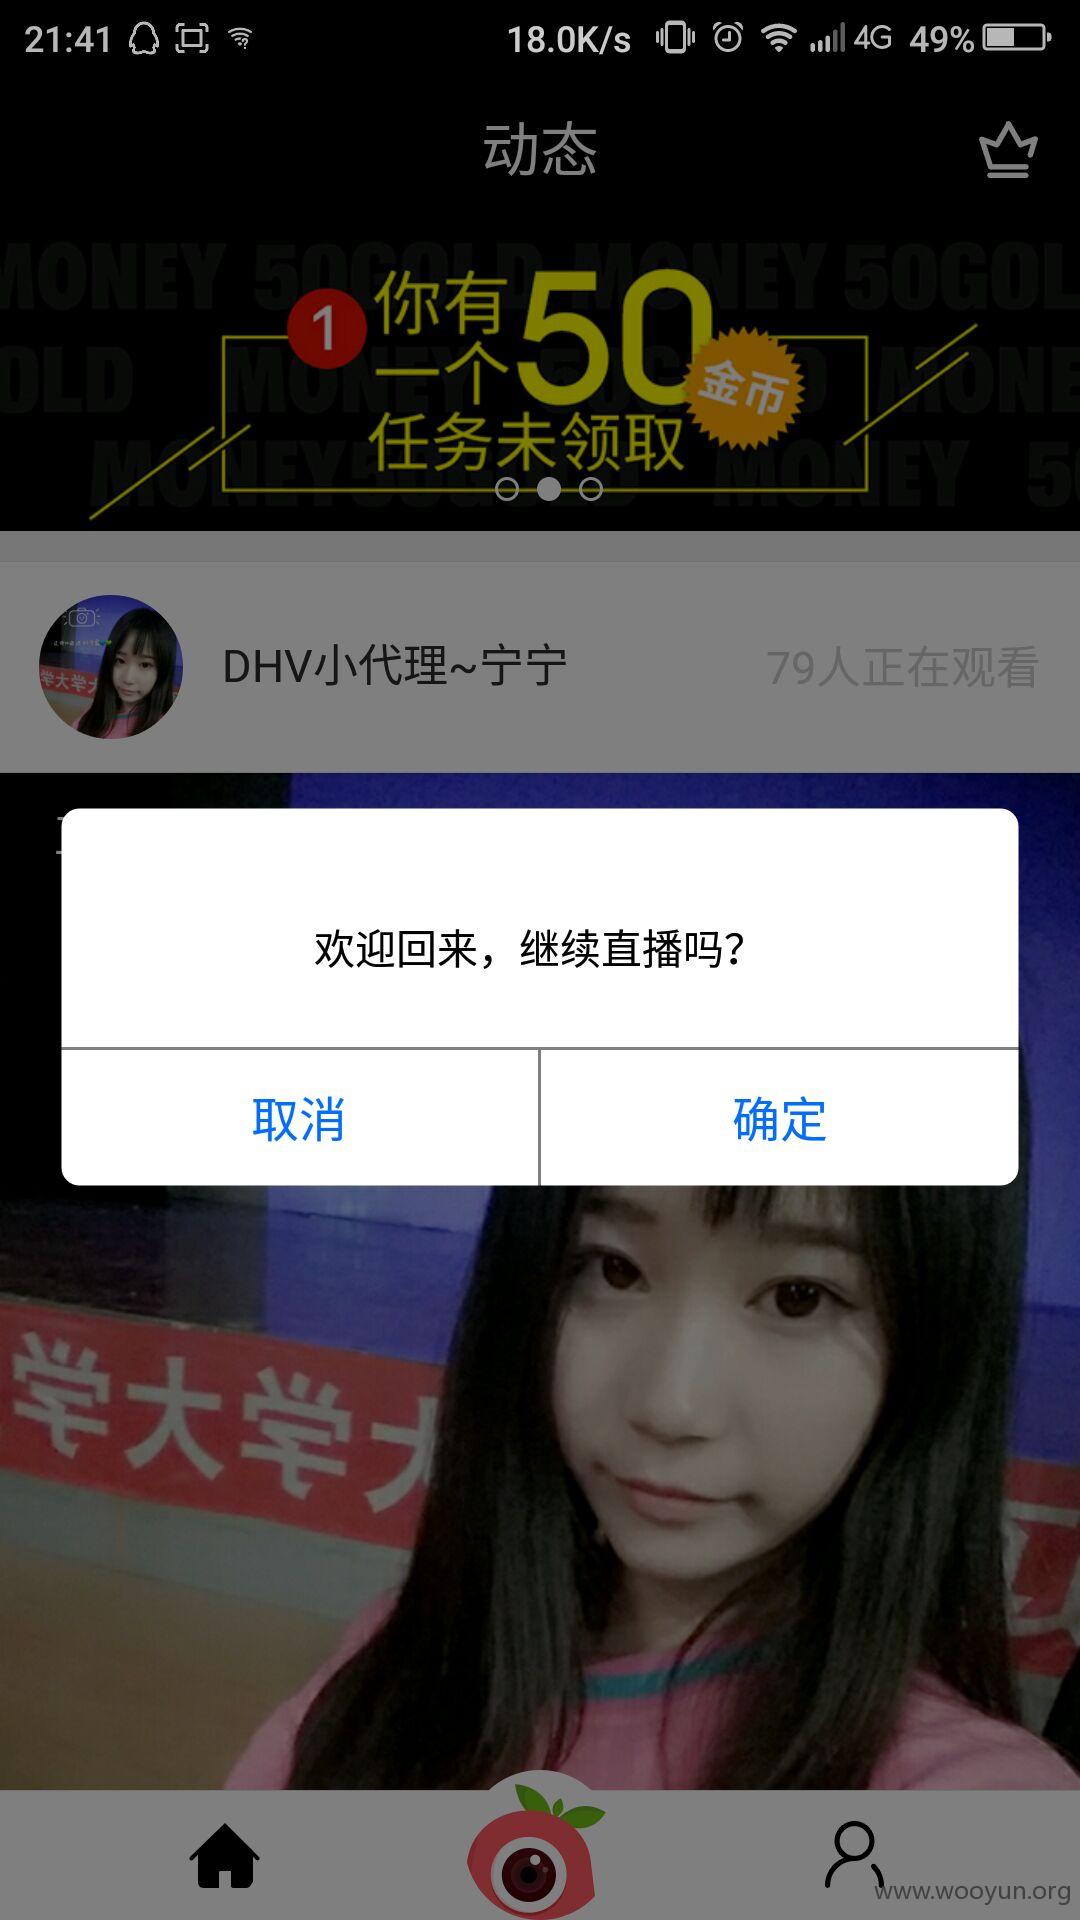 21:41 18.0K/s 4G 49%
动态
MONEY 50GOLD MONEY 50GOL
OLD MONEY 50GOLD MONE
MONEY 50GOLD MONEY 50
1
你有50
一个
金币
任务未领取
DHV小代理~宁宁
79人正在观看
欢迎回来，继续直播吗？
取消
确定
学大学大
www.wooyun.org